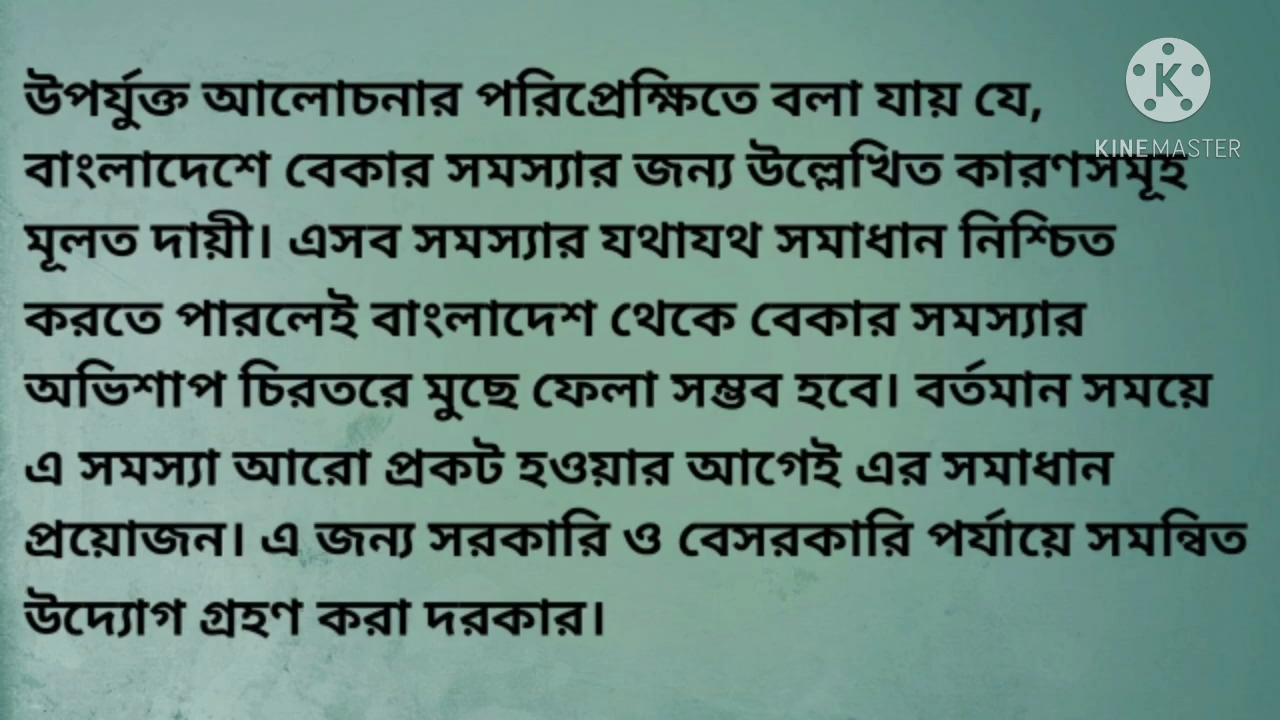 উপর্যুক্ত আলোচনার পরিপ্রেক্ষিতে বলা যায় যে,
বাংলাদেশে বেকার সমস্যার জন্য উল্লেখিত কারণসমূহ
মূলত দায়ী। এসব সমস্যার যথাযথ সমাধান নিশ্চিত
করতে পারলেই বাংলাদেশ থেকে বেকার সমস্যার
অভিশাপ চিরতরে মুছে ফেলা সম্ভব হবে। বর্তমান সময়ে
এ সমস্যা আরো প্রকট হওয়ার আগেই এর সমাধান
প্রয়োজন। এ জন্য সরকারি ও বেসরকারি পর্যায়ে সমন্বিত
উদ্যোগ গ্রহণ করা দরকার।
K
KINEMASTER